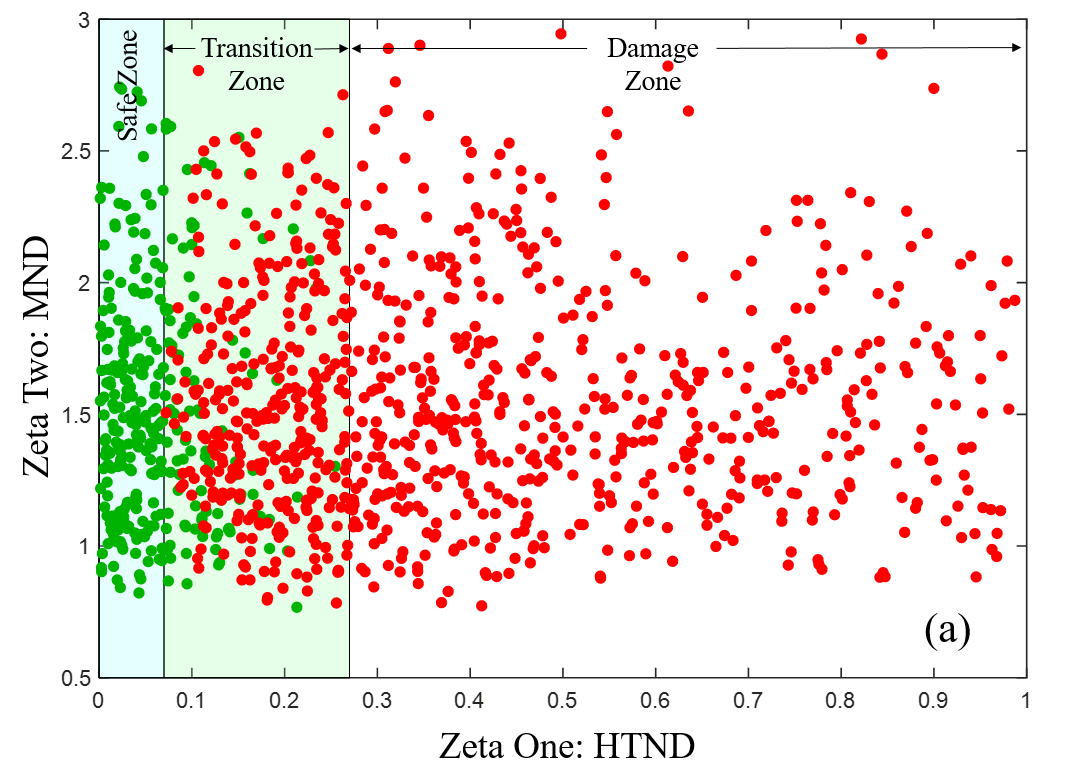 3
2.5
2
1.5
1
0.5
0
0.1
0.2
0.3
0.4
0.5
0.6
0.7
0.8
0.9
1
Safe Zone
Transition
Zone
Damage
Zone
(a)
Zeta Two: MND
Zeta One: HTND